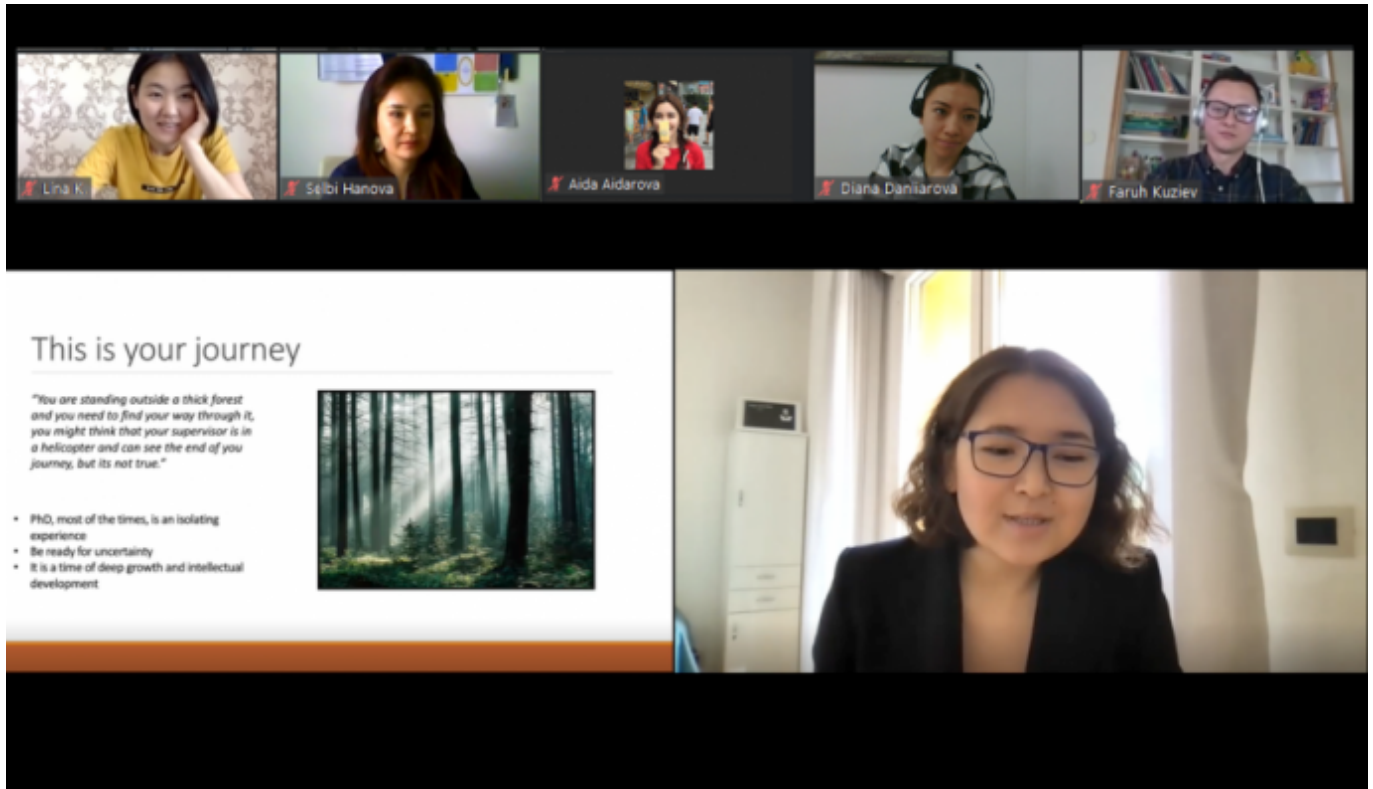 Lina K.
Selbi Hanova
Aida Aidarova
Diana Daniiarova
Faruh Kuziev
This is your journey
"You are standing outside a thick forest
and you need to find your way through it,
you might think that your supervisor is in
a helicopter and can see the end of you
journey, but its not true."
• PhD, most of the times, is an isolating
experience
• Be ready for uncertainty
• It is a time of deep growth and intellectual
development